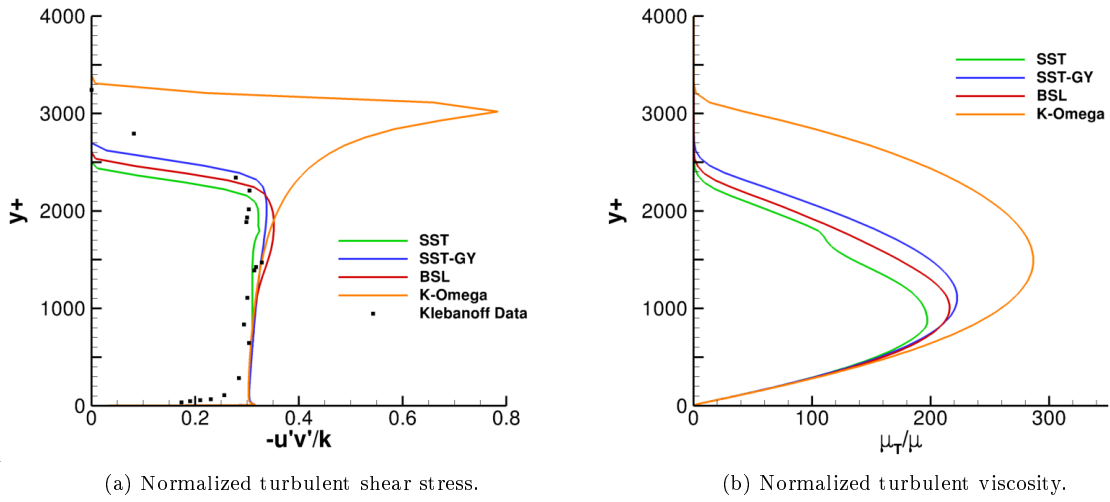 4000
3000
2000
1000
0
y+
0
0.2
0.4
0.6
0.8
-u'v'/k
SST
SST-GY
BSL
K-Omega
Klebanoff Data
(a) Normalized turbulent shear stress.
4000
3000
2000
1000
0
y+
0
100
200
300
μT/μ
SST
SST-GY
BSL
K-Omega
(b) Normalized turbulent viscosity.